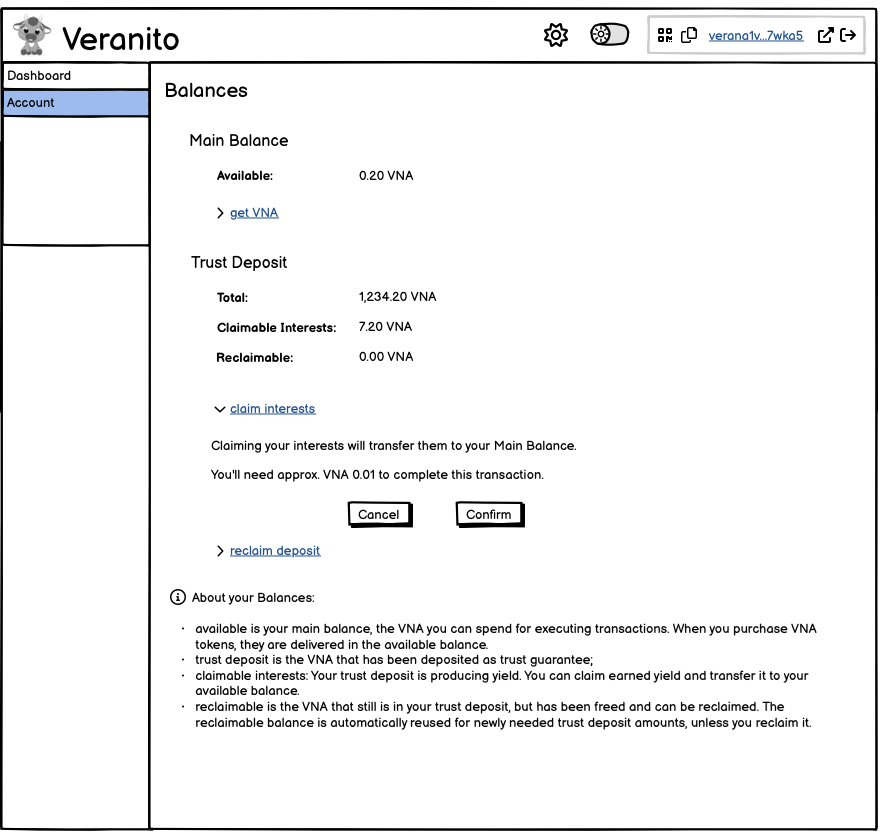 Veranito
verana1v...7wka5
Dashboard
Account
Balances
Main Balance
Available: 0.20 VNA
get VNA
Trust Deposit
Total: 1,234.20 VNA
Claimable Interests: 7.20 VNA
Reclaimable: 0.00 VNA
claim interests
Claiming your interests will transfer them to your Main Balance.
You'll need approx. VNA 0.01 to complete this transaction.
Cancel Confirm
reclaim deposit
About your Balances:
· available is your main balance, the VNA you can spend for executing transactions. When you purchase VNA
tokens, they are delivered in the available balance.
· trust deposit is the VNA that has been deposited as trust guarantee;
· claimable interests: Your trust deposit is producing yield. You can claim earned yield and transfer it to your
available balance.
· reclaimable is the VNA that still is in your trust deposit, but has been freed and can be reclaimed. The
reclaimable balance is automatically reused for newly needed trust deposit amounts, unless you reclaim it.